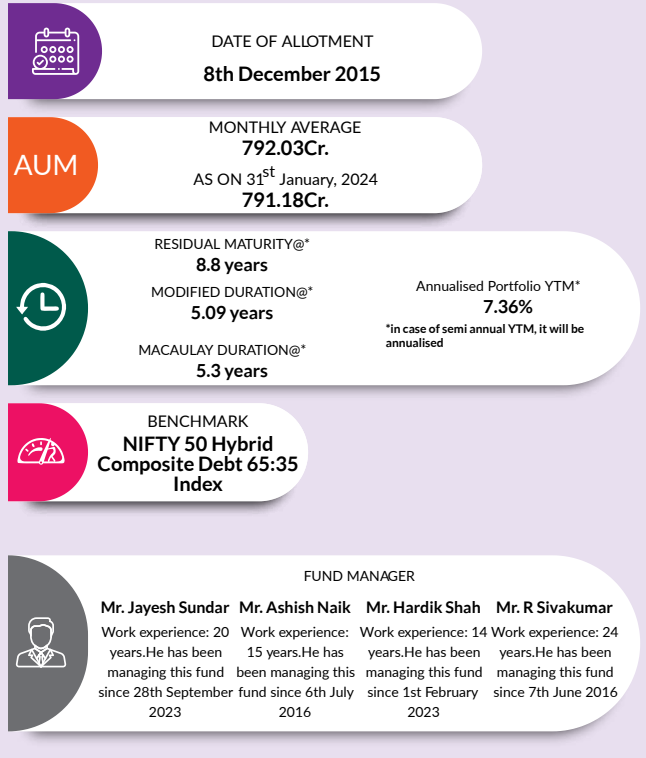 DATE OF ALLOTMENT
8th December 2015
AUM
MONTHLY AVERAGE
792.03Cr.
AS ON 31st January, 2024
791.18Cr.
RESIDUAL MATURITY@*
8.8 years
MODIFIED DURATION@*
5.09 years
MACAULAY DURATION@*
5.3 years
Annualised Portfolio YTM*
7.36%
*in case of semi annual YTM, it will be
annualised
BENCHMARK
NIFTY 50 Hybrid
Composite Debt 65:35
Index
FUND MANAGER
Mr. Jayesh Sundar
Work experience: 20
years.He has been
managing this fund
since 28th September
2023
Mr. Ashish Naik
Work experience:
15 years.He has
been managing this
fund since 6th July
2016
Mr. Hardik Shah
Work experience: 14
years.He has been
managing this fund
since 1st February
2023
Mr. R Sivakumar
Work experience: 24
years.He has been
managing this fund
since 7th June 2016